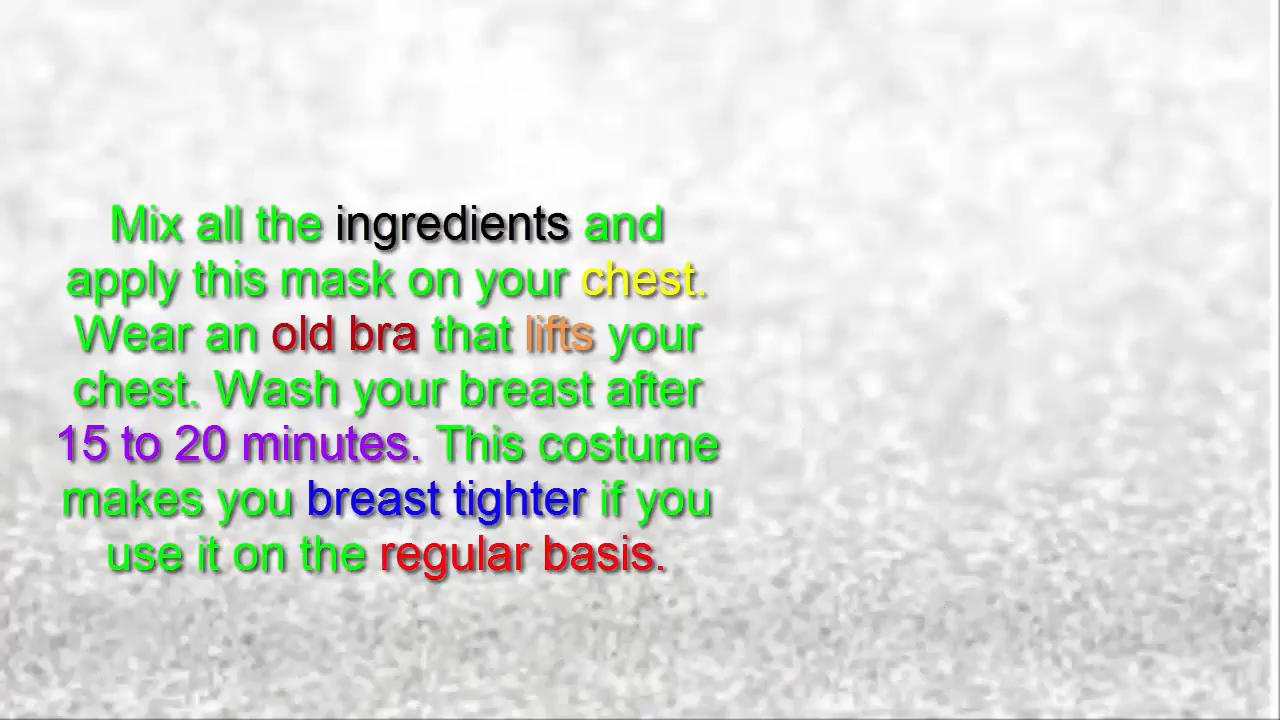 Mix all the ingredients and
apply this mask on your chest.
Wear an old bra that lifts your
chest. Wash your breast after
15 to 20 minutes. This costume
makes you breast tighter if you
use it on the regular basis.